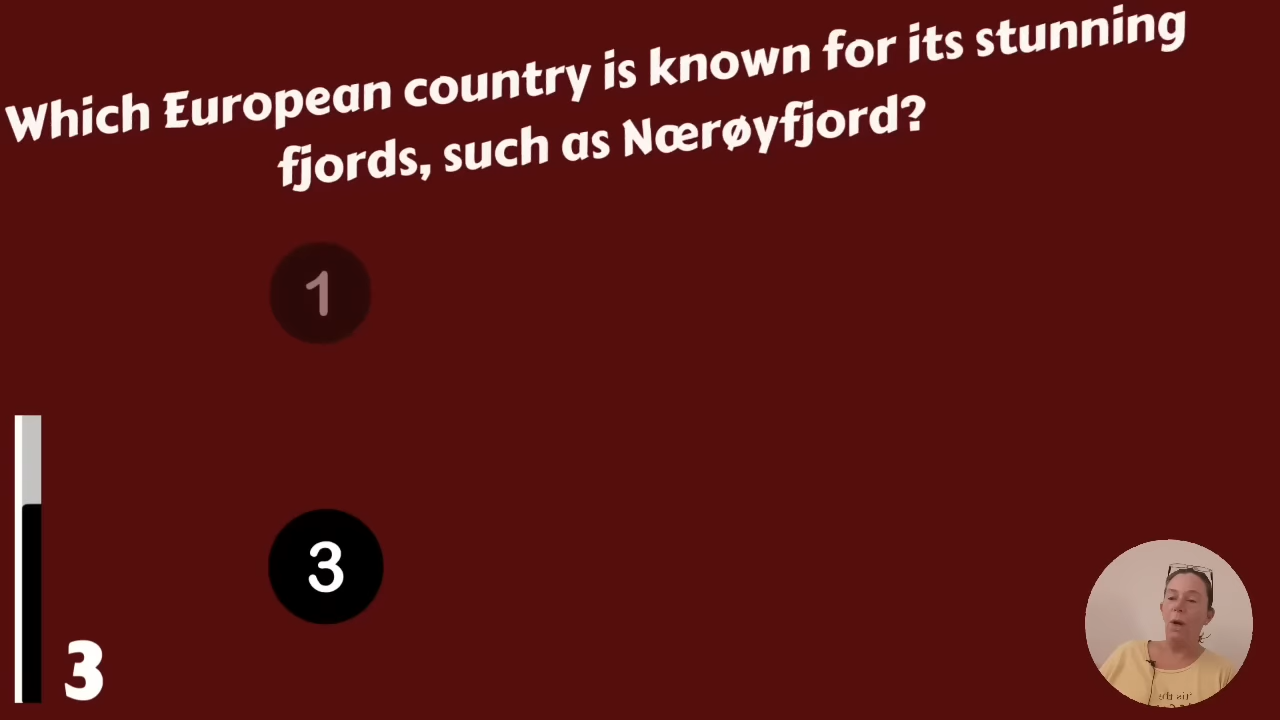 Which European country is known for its stunning
fjords, such as Nærøyfjord?
1
3
3